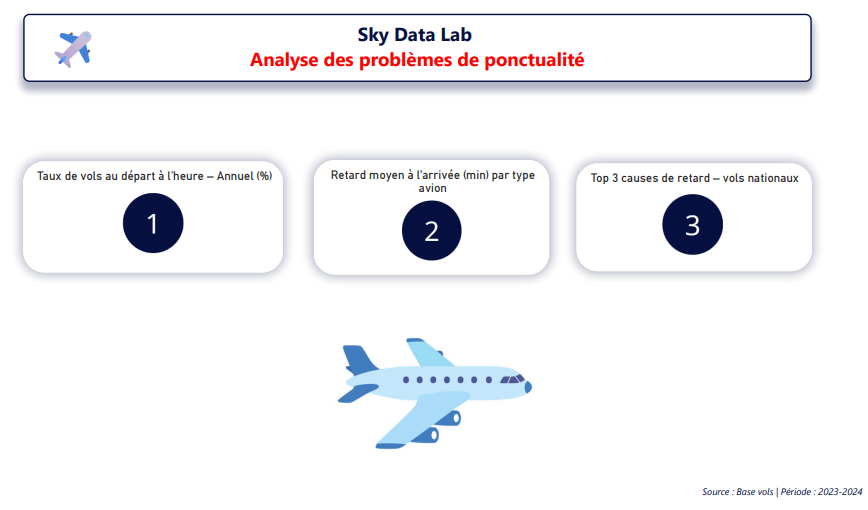 Sky Data Lab
Analyse des problèmes de ponctualité
Taux de vols au départ à l'heure – Annuel (%)
1
Retard moyen à l'arrivée (min) par type
avion
2
Top 3 causes de retard – vols nationaux
3
Source : Base vols | Période : 2023-2024